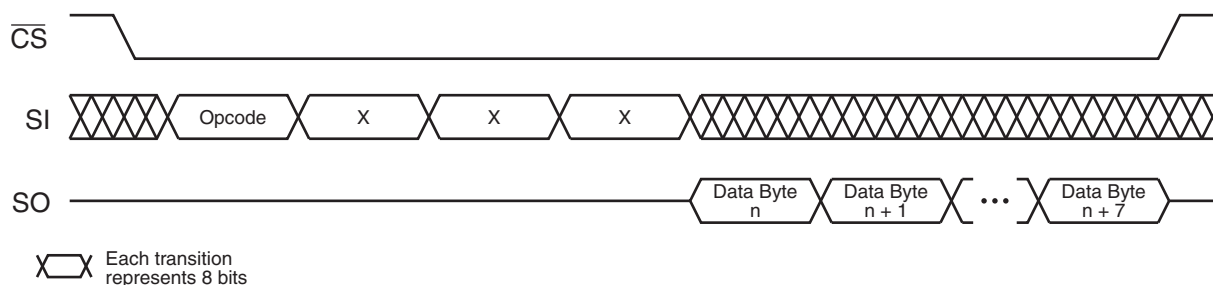 CS
SI
Opcode
X
X
X
SO
Data Byte
n
Data Byte
n + 1
•••
Data Byte
n + 7
Each transition
represents 8 bits